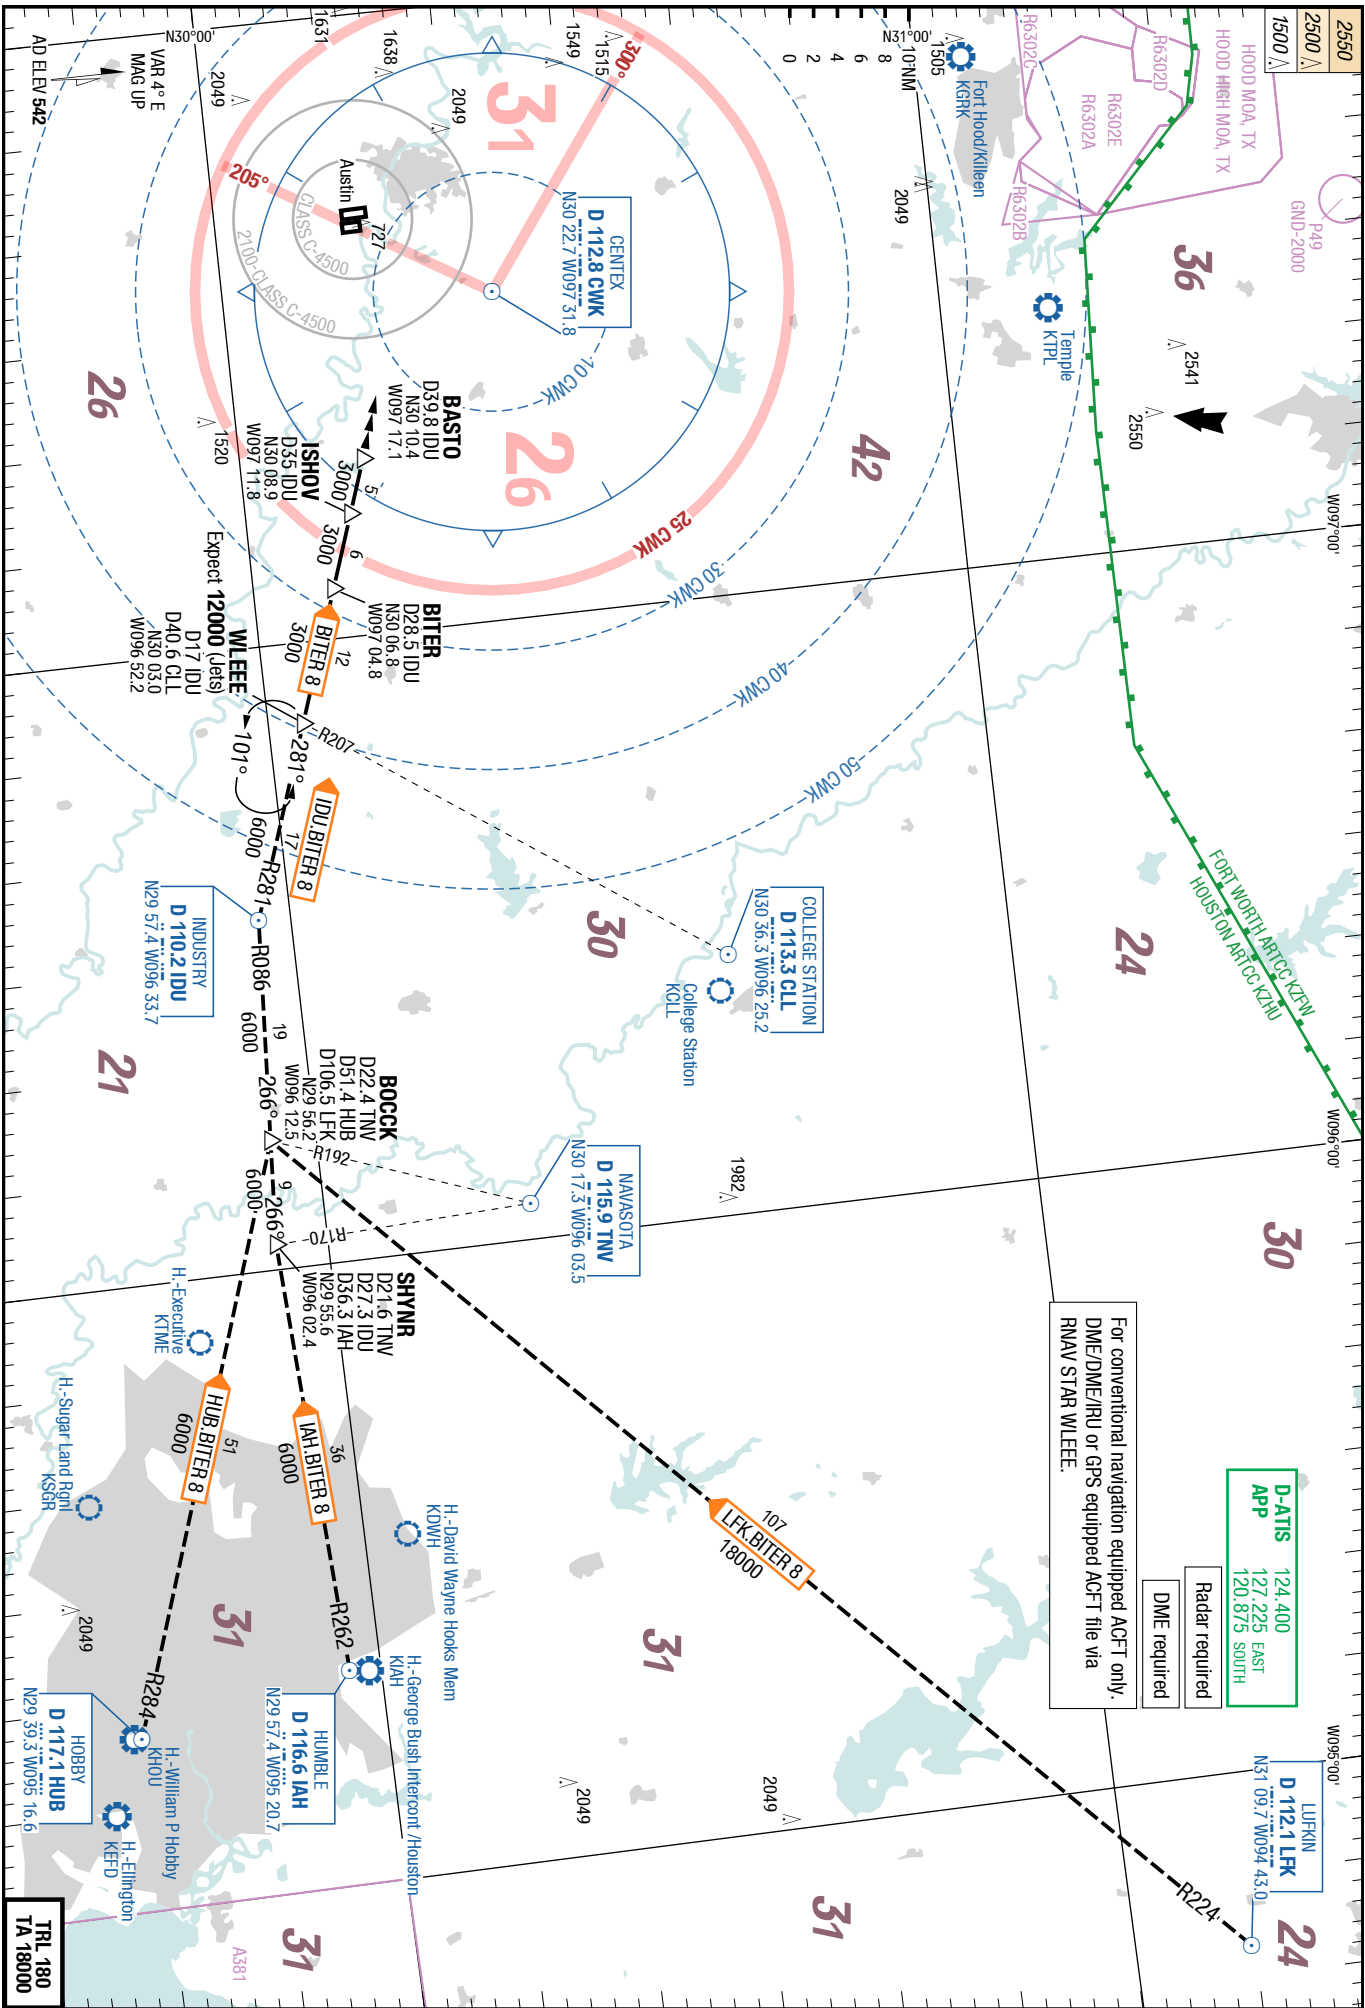 2550
2500
1500
HOOD MOA, TX
HOOD HIGH MOA, TX
P49
GND-2000
R6302D
R6302C
R6302E
R6302A
R6302B
36
2541
2550
W097°00'
FORT WORTH ARTCC KZFW
HOUSTON ARTCC KZHU
24
W096°00'
30
D-ATIS 124.400
APP 127.225 EAST
120.875 SOUTH
Radar required
DME required
For conventional navigation equipped ACFT only.
DME/DME/IRU or GPS equipped ACFT file via
RNAV STAR WLEEE.
W095°00'
LUFKIN
D 112.1 LFK
N31 09.7 W094 43.0
24
R224
N31°00'
1505
Fort Hood/Killeen
KGRK
Temple
KTPL
2049
10 NM
8
6
4
2
0
42
300°
1515
1549
31
CENTEX
D 112.8 CWK
N30 22.7 W097 31.8
10 CWK
26
25 CWK
30 CWK
40 CWK
50 CWK
COLLEGE STATION
D 113.3 CLL
N30 36.3 W096 25.2
College Station
KCLL
30
1982
NAVASOTA
D 115.9 TNV
N30 17.3 W096 03.5
107
LFK.BITER 8
18000
31
2049
2049
31
1638
1631
N30°00'
2049
2049
VAR 4° E
MAG UP
AD ELEV 542
205°
Austin
727
CLASS C-4500
2100-CLASS C-4500
26
1520
BASTO
D39.8 IDU
N30 10.4
W097 17.1
5
3000
ISHOV
D35 IDU
N30 08.9
W097 11.8
6
3000
BITER
D28.5 IDU
N30 06.8
W097 04.8
12
BITER 8
3000
Expect 12000 (Jets)
WLEEE
D17 IDU
D40.6 CLL
N30 03.0
W096 52.2
R207
281°
101°
IDU.BITER 8
17
6000
R281
INDUSTRY
D 110.2 IDU
N29 57.4 W096 33.7
R086
19
6000
266°
21
BOCCK
D22.4 TNV
D51.4 HUB
D106.5 LFK
N29 56.2
W096 12.5
R192
R170
9
266°
6000
SHYNR
D21.6 TNV
D27.3 IDU
D36.3 IAH
N29 55.6
W096 02.4
H.-Executive
KTME
36
IAH.BITER 8
6000
51
HUB.BITER 8
6000
H.-Sugar Land Rgnl
KSGR
H.-David Wayne Hooks Mem
KDWH
31
2049
R262
R284
H.-George Bush Intercont /Houston
KIAH
HUMBLE
D 116.6 IAH
N29 57.4 W095 20.7
H.-William P Hobby
KHOU
HOBBY
D 117.1 HUB
N29 39.3 W095 16.6
H.-Ellington
KEFD
31
A381
TRL 180
TA 18000